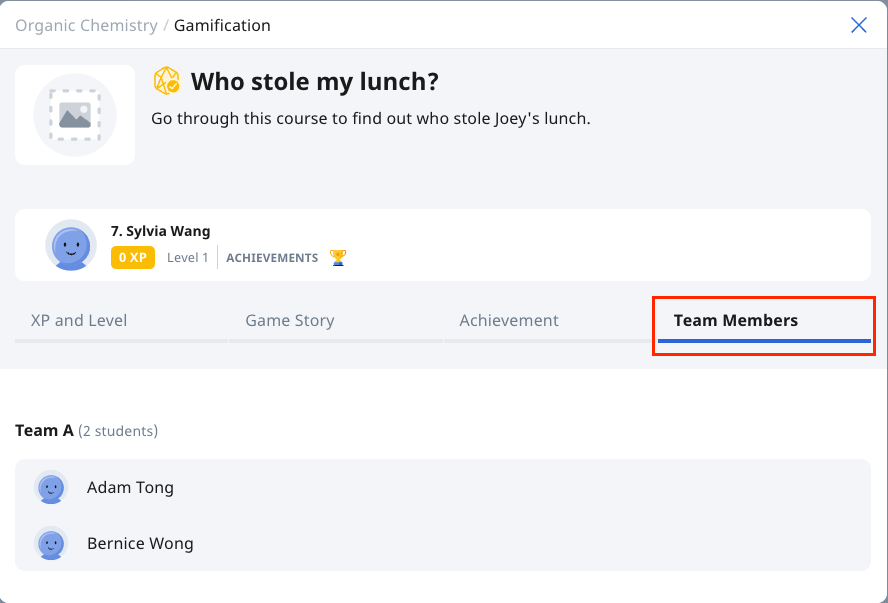 Organic Chemistry / Gamification
Who stole my lunch?
Go through this course to find out who stole Joey's lunch.
7. Sylvia Wang
0 XP Level 1 ACHIEVEMENTS
XP and Level Game Story Achievement Team Members
Team A (2 students)
Adam Tong
Bernice Wong